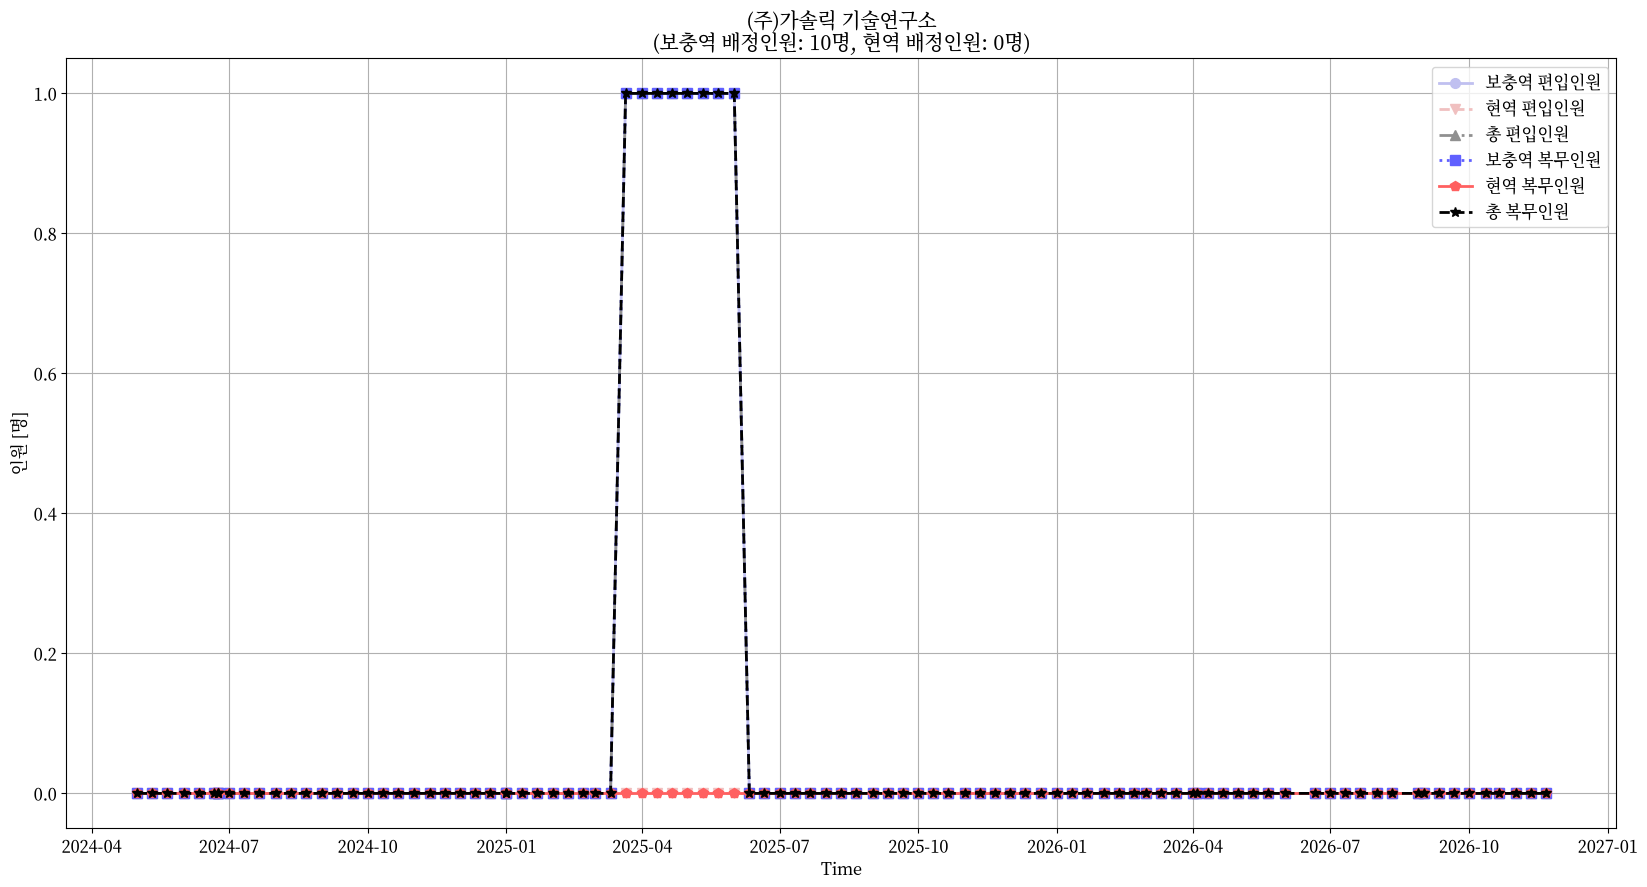 (주)가솔릭 기술연구소
(보충역 배정인원: 10명, 현역 배정인원: 0명)
보충역 편입인원
현역 편입인원
총 편입인원
보충역 복무인원
현역 복무인원
총 복무인원
인원 [명]
1.0
0.8
0.6
0.4
0.2
0.0
2024-04 2024-07 2024-10 2025-01 2025-04 2025-07 2025-10 2026-01 2026-04 2026-07 2026-10 2027-01
Time